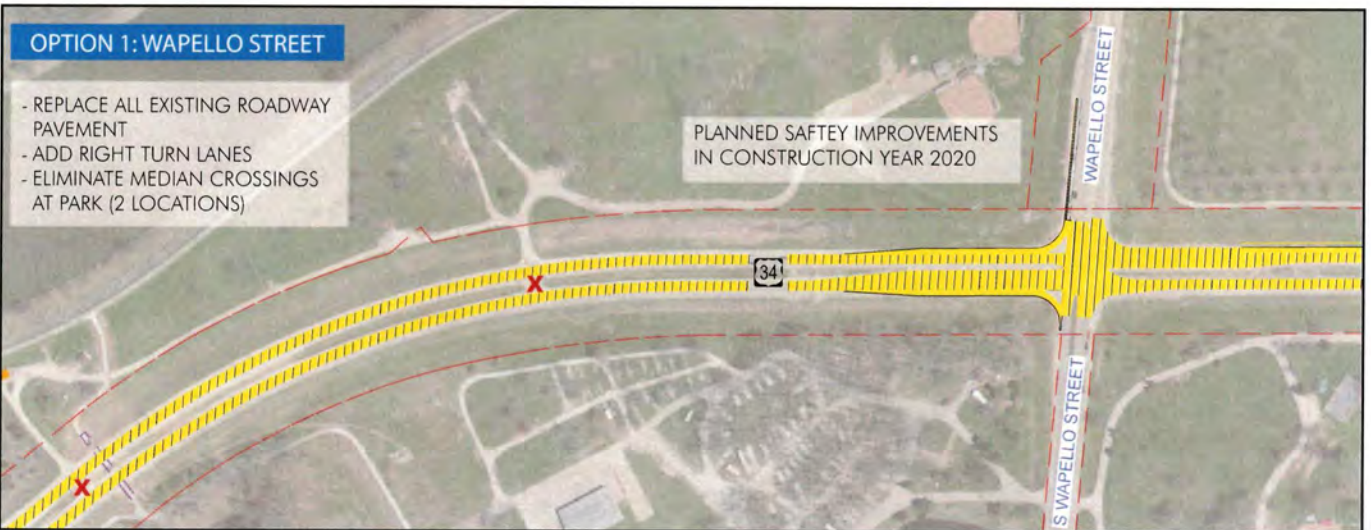 OPTION 1: WAPELLO STREET
- REPLACE ALL EXISTING ROADWAY
PAVEMENT
- ADD RIGHT TURN LANES
- ELIMINATE MEDIAN CROSSINGS
AT PARK (2 LOCATIONS)
PLANNED SAFTEY IMPROVEMENTS
IN CONSTRUCTION YEAR 2020
WAPELLO STREET
34
X
X
S WAPELLO STREET